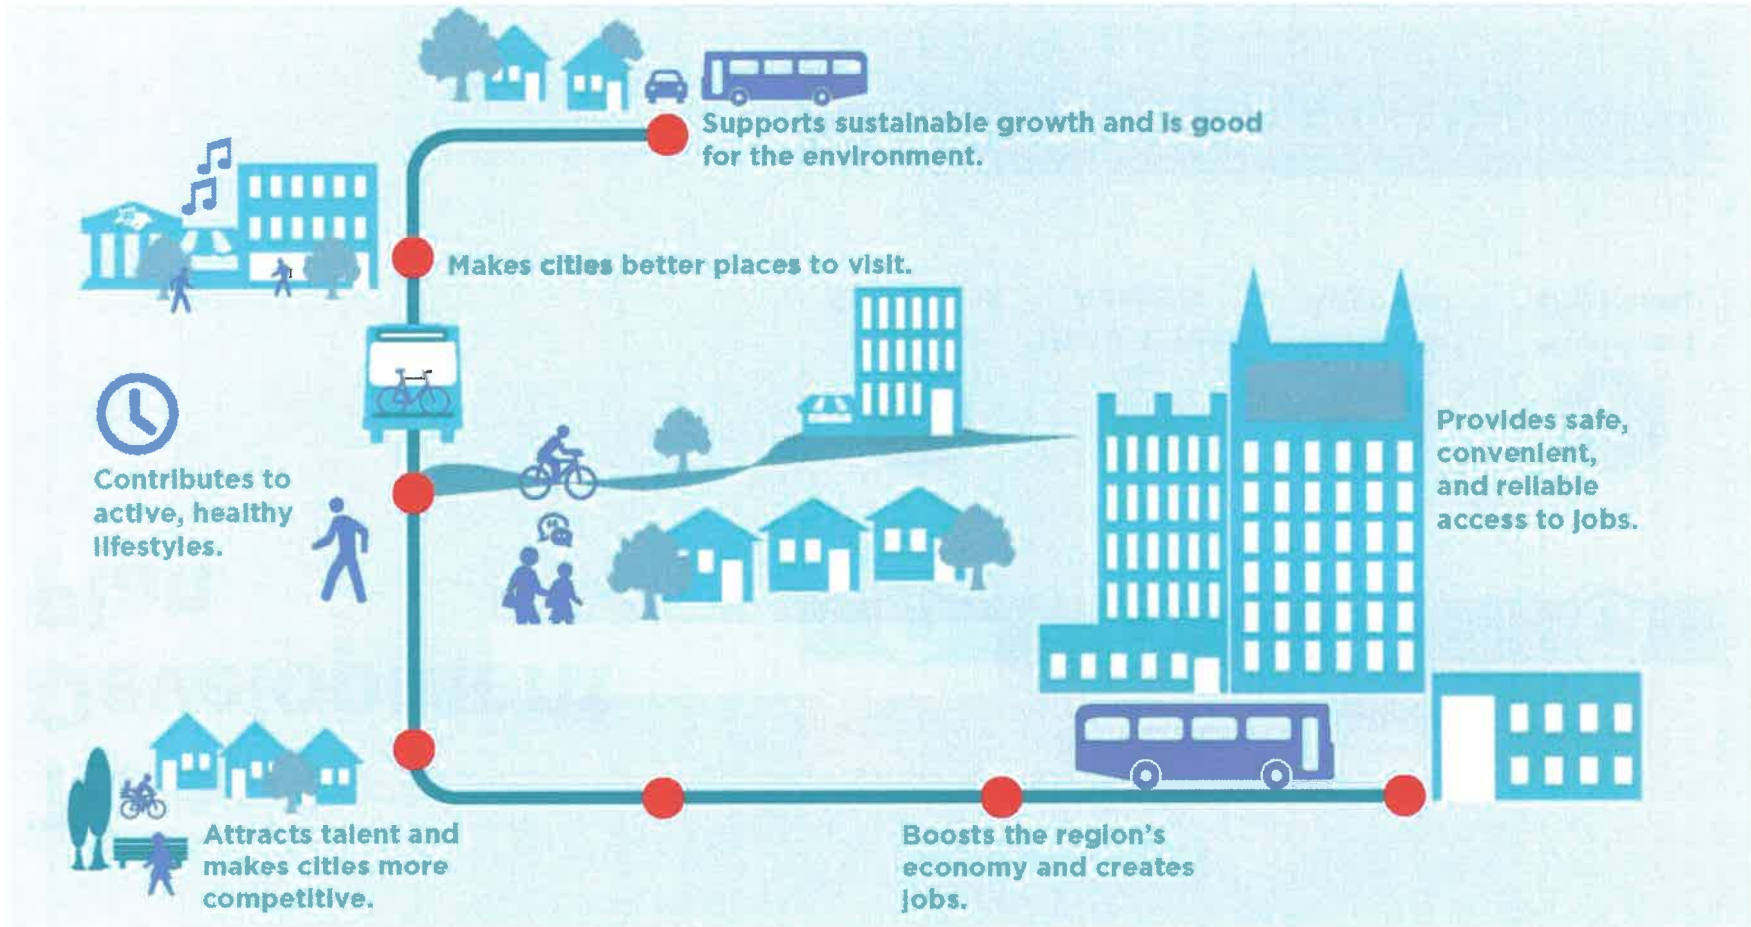 Supports sustainable growth and is good
for the environment.
Makes cities better places to visit.
Provides safe,
convenient,
and reliable
access to jobs.
Contributes to
active, healthy
lifestyles.
Attracts talent and
makes cities more
competitive.
Boosts the region's
economy and creates
jobs.